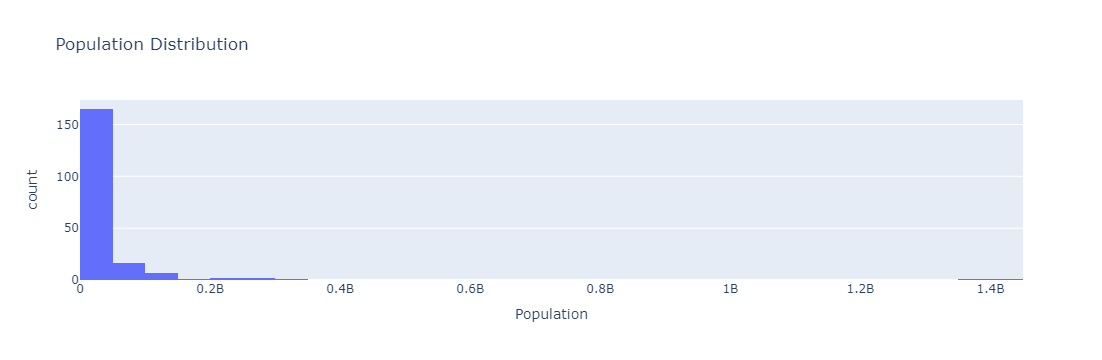 Population Distribution
150
100
50
0
count
0
0.2B
0.4B
0.6B
0.8B
1B
1.2B
1.4B
Population